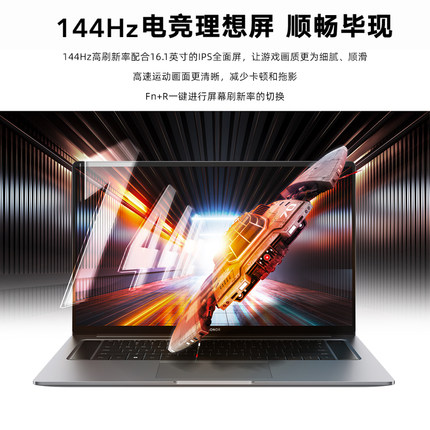 144Hz电竞理想屏 顺畅毕现
144Hz高刷新率配合16.1英寸的IPS全面屏，让游戏画质更为细腻、顺滑
高速运动画面更清晰，减少卡顿和拖影
Fn+R一键进行屏幕刷新率的切换
144
HONOR